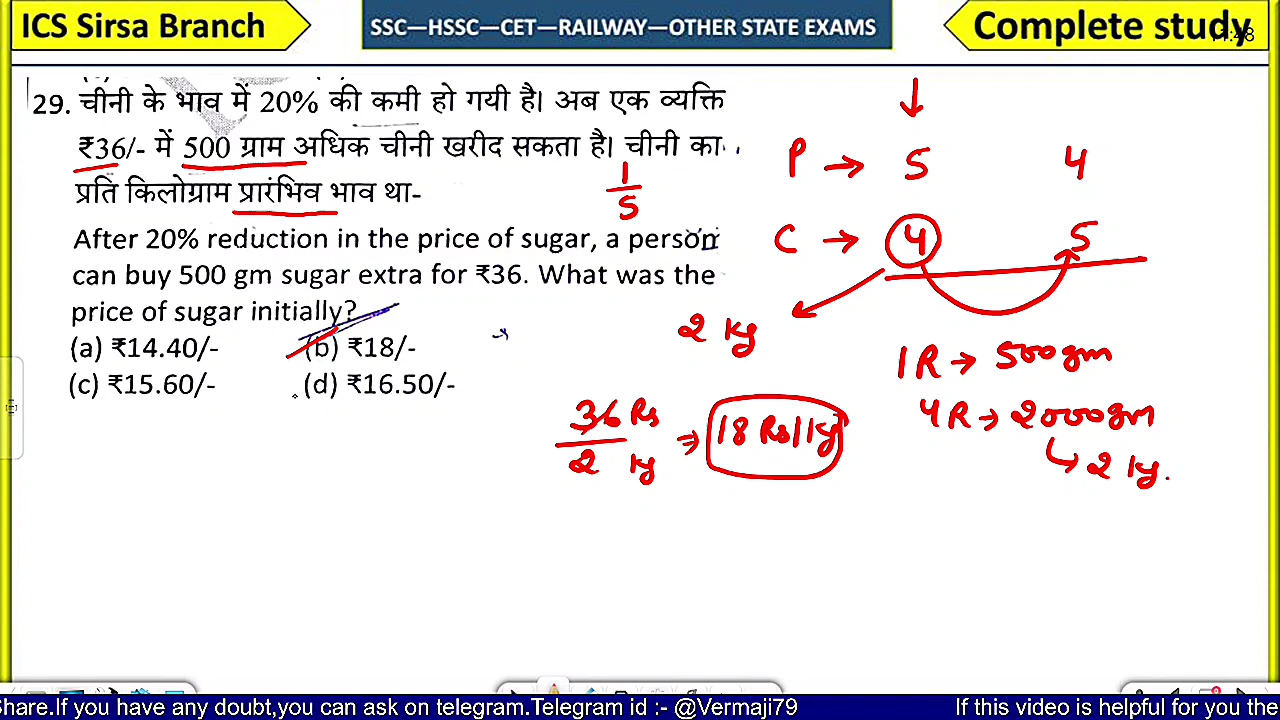 ICS Sirsa Branch
SSC—HSSC—CET—RAILWAY—OTHER STATE EXAMS
Complete study
29. चीनी के भाव में 20% की कमी हो गयी है। अब एक व्यक्ति
₹36/- में 500 ग्राम अधिक चीनी खरीद सकता है। चीनी का
प्रति किलोग्राम प्रारंभिव भाव था-
After 20% reduction in the price of sugar, a person
can buy 500 gm sugar extra for ₹36. What was the
price of sugar initially?
(a) ₹14.40/- (b) ₹18/-
(c) ₹15.60/- (d) ₹16.50/-
1/5
P → 5 4
C → 4 5
2 Kg
1R → 500gm
4R → 2000gm
↳ 2 Kg.
36 Rs / 2 Kg ⇒ 18 Rs/Kg
Share.If you have any doubt,you can ask on telegram.Telegram id :- @Vermaji79 If this video is helpful for you the